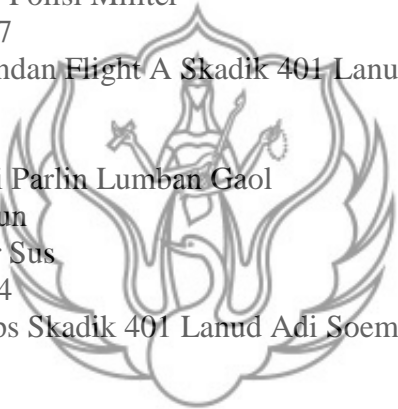 Polisi Militer
7
ndan Flight A Skadik 401 Lanu
i Parlin Lumban Gaol
un
r Sus
4
ps Skadik 401 Lanud Adi Soem